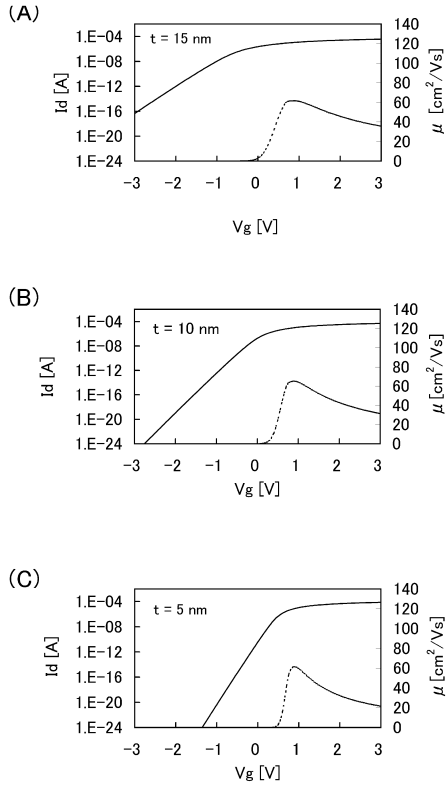 (A)
1.E-04
1.E-08
1.E-12
1.E-16
1.E-20
1.E-24
Id [A]
t = 15 nm
140
120
100
80
60
40
20
0
μ [cm²/Vs]
-3 -2 -1 0 1 2 3
Vg [V]
(B)
1.E-04
1.E-08
1.E-12
1.E-16
1.E-20
1.E-24
Id [A]
t = 10 nm
140
120
100
80
60
40
20
0
μ [cm²/Vs]
-3 -2 -1 0 1 2 3
Vg [V]
(C)
1.E-04
1.E-08
1.E-12
1.E-16
1.E-20
1.E-24
Id [A]
t = 5 nm
140
120
100
80
60
40
20
0
μ [cm²/Vs]
-3 -2 -1 0 1 2 3
Vg [V]